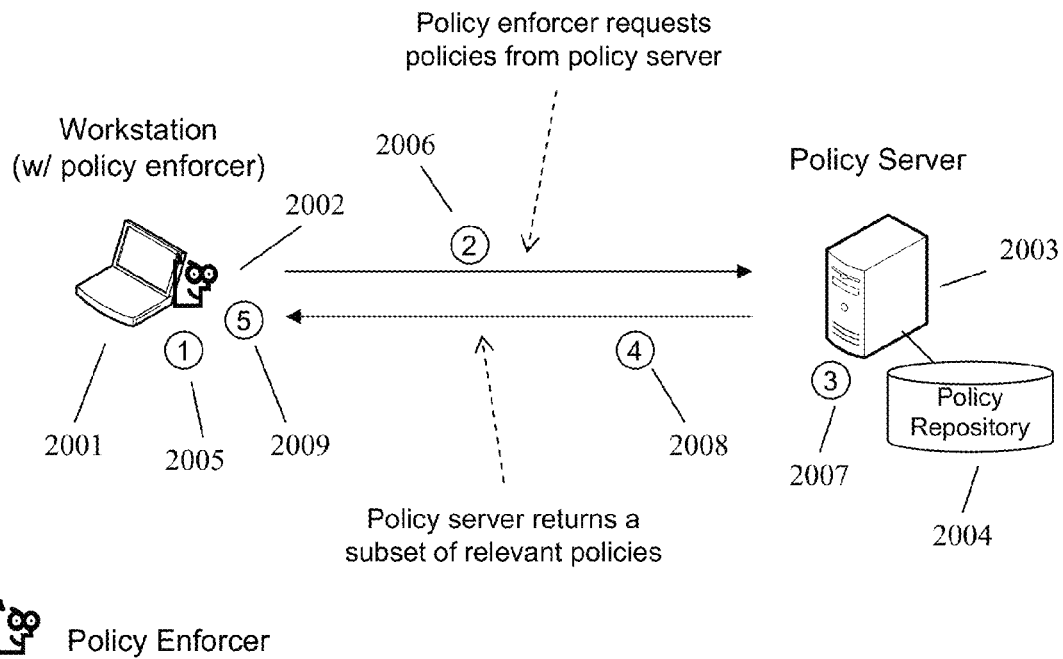 Policy enforcer requests
policies from policy server
Workstation
(w/ policy enforcer)
2006
Policy Server
2002
2
2003
5
1
4
3
Policy
Repository
2001
2005
2009
2008
2007
2004
Policy server returns a
subset of relevant policies
Policy Enforcer